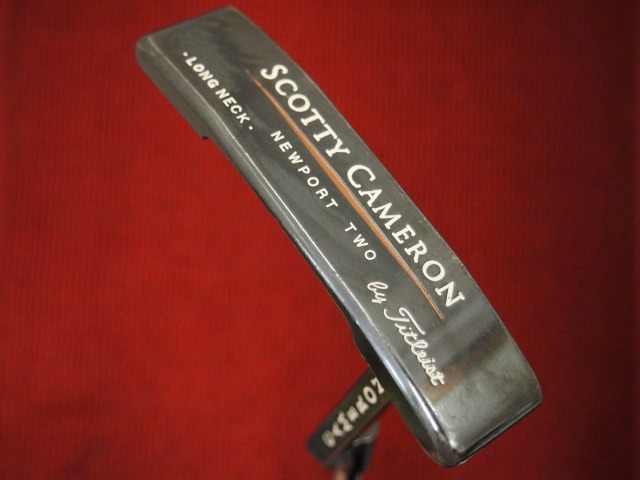 SCOTTY CAMERON
·LONG NECK· NEWPORT TWO
by Titleist